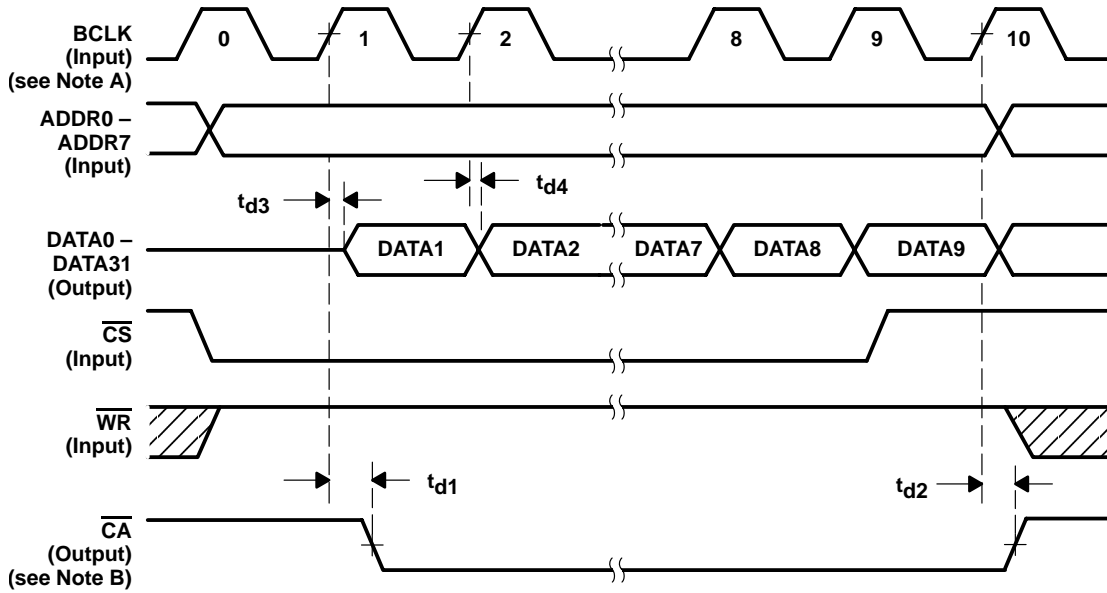 BCLK
(Input)
(see Note A)
0 1 2 8 9 10
ADDR0 –
ADDR7
(Input)
td3
td4
DATA0 –
DATA31
(Output)
DATA1 DATA2 DATA7 DATA8 DATA9
CS
(Input)
WR
(Input)
td1
td2
CA
(Output)
(see Note B)